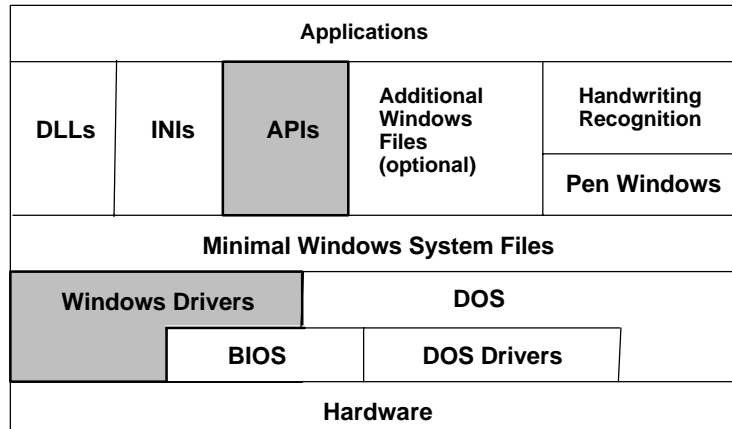 Applications
DLLs
INIs
APIs
Additional
Windows
Files
(optional)
Handwriting
Recognition
Pen Windows
Minimal Windows System Files
Windows Drivers
DOS
BIOS
DOS Drivers
Hardware